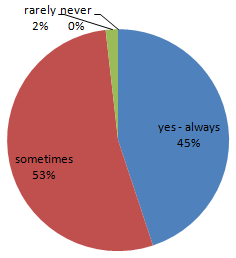 rarely never
2% 0%
yes - always
45%
sometimes
53%